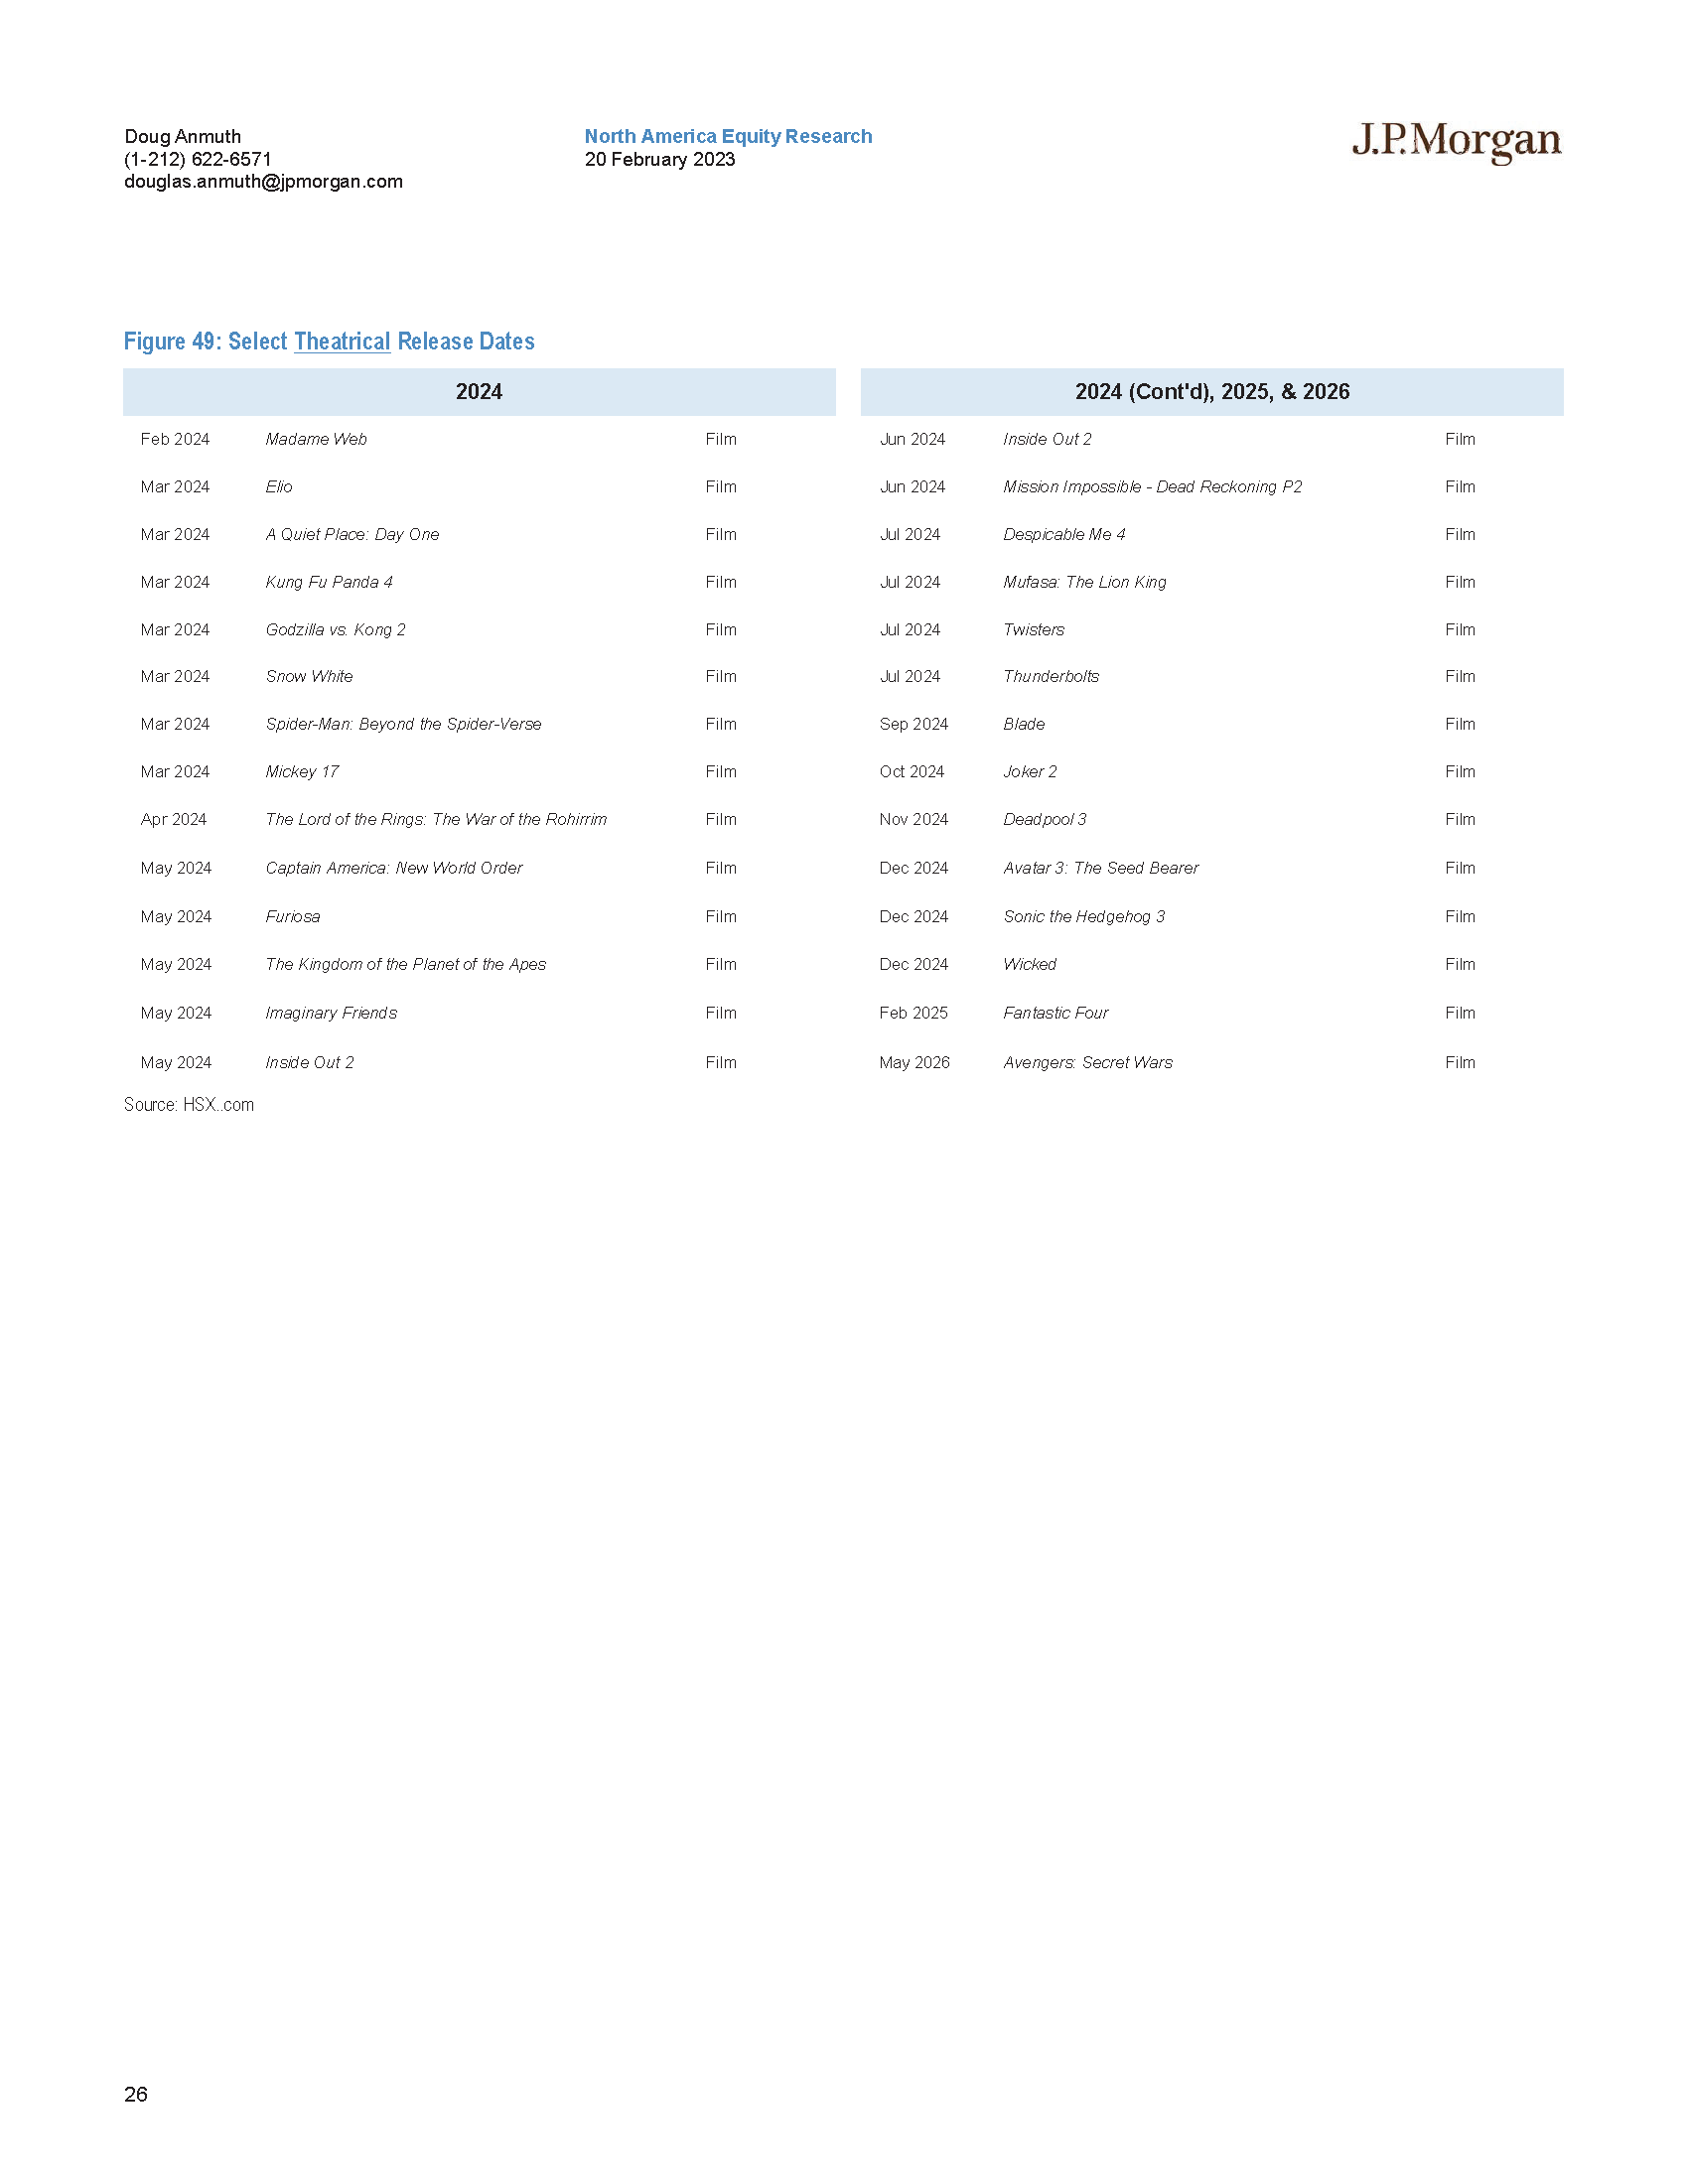 Doug Anmuth
(1-212) 622-6571
douglas.anmuth@jpmorgan.com
North America Equity Research
20 February 2023
J.P.Morgan
Figure 49: Select Theatrical Release Dates
2024
Feb 2024 Madame Web Film
Mar 2024 Elio Film
Mar 2024 A Quiet Place: Day One Film
Mar 2024 Kung Fu Panda 4 Film
Mar 2024 Godzilla vs. Kong 2 Film
Mar 2024 Snow White Film
Mar 2024 Spider-Man: Beyond the Spider-Verse Film
Mar 2024 Mickey 17 Film
Apr 2024 The Lord of the Rings: The War of the Rohirrim Film
May 2024 Captain America: New World Order Film
May 2024 Furiosa Film
May 2024 The Kingdom of the Planet of the Apes Film
May 2024 Imaginary Friends Film
May 2024 Inside Out 2 Film
2024 (Cont'd), 2025, & 2026
Jun 2024 Inside Out 2 Film
Jun 2024 Mission Impossible - Dead Reckoning P2 Film
Jul 2024 Despicable Me 4 Film
Jul 2024 Mufasa: The Lion King Film
Jul 2024 Twisters Film
Jul 2024 Thunderbolts Film
Sep 2024 Blade Film
Oct 2024 Joker 2 Film
Nov 2024 Deadpool 3 Film
Dec 2024 Avatar 3: The Seed Bearer Film
Dec 2024 Sonic the Hedgehog 3 Film
Dec 2024 Wicked Film
Feb 2025 Fantastic Four Film
May 2026 Avengers: Secret Wars Film
Source: HSX..com
26